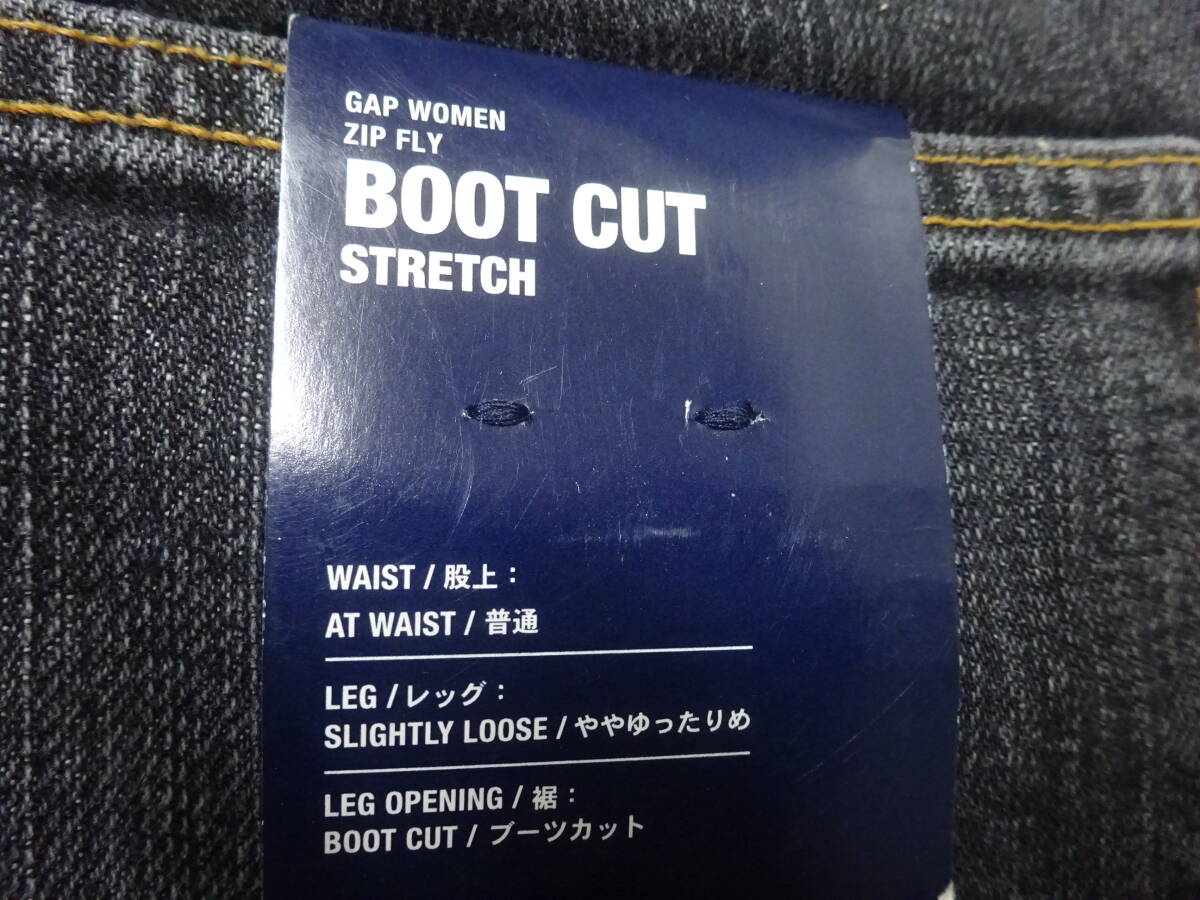 GAP WOMEN
ZIP FLY
BOOT CUT
STRETCH
WAIST / 股上：
AT WAIST / 普通
LEG / レッグ：
SLIGHTLY LOOSE / ややゆったりめ
LEG OPENING / 裾：
BOOT CUT / ブーツカット